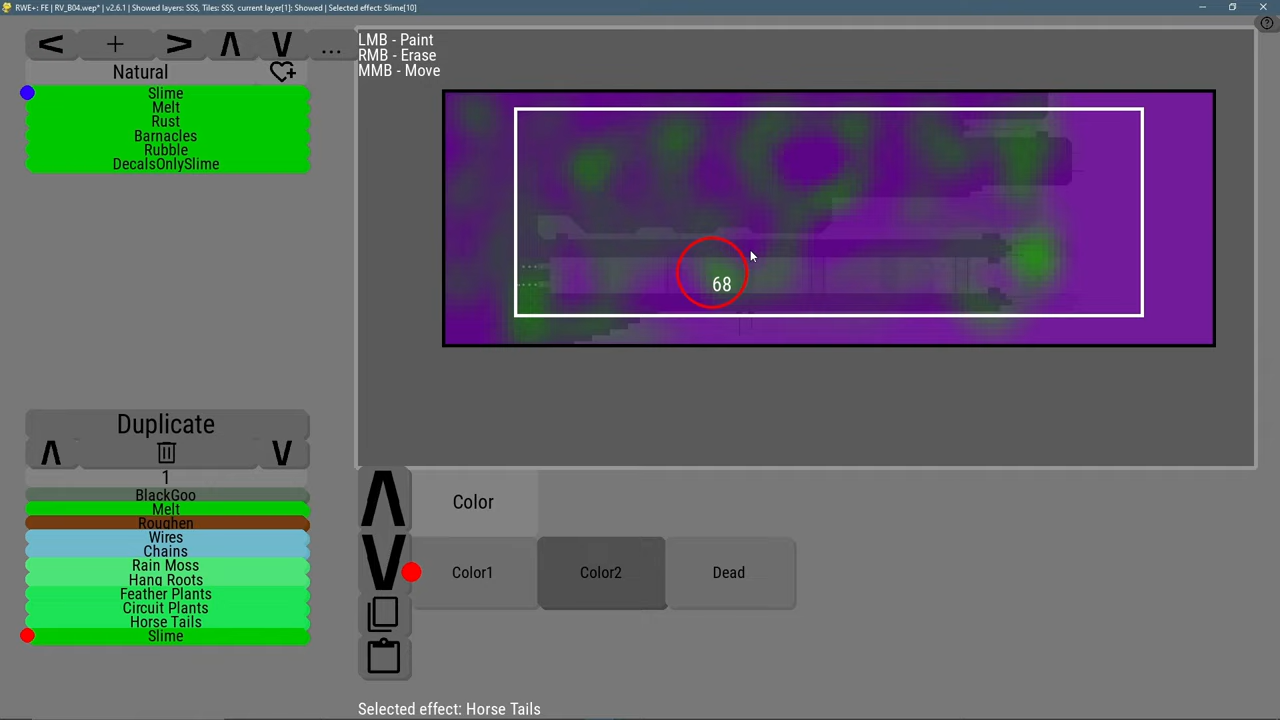 RWE+: FE | RV_B04.wep* | v2.6.1 | Showed layers: SSS, Tiles: SSS, current layer[1]: Showed | Selected effect: Slime[10]
< + > Λ V ...
LMB - Paint
RMB - Erase
MMB - Move
Natural
Slime
Melt
Rust
Barnacles
Rubble
DecalsOnlySlime
68
Duplicate
Λ V
1
BlackGoo
Melt
Roughen
Wires
Chains
Rain Moss
Hang Roots
Feather Plants
Circuit Plants
Horse Tails
Slime
Λ
Color
V
Color1
Color2
Dead
Selected effect: Horse Tails